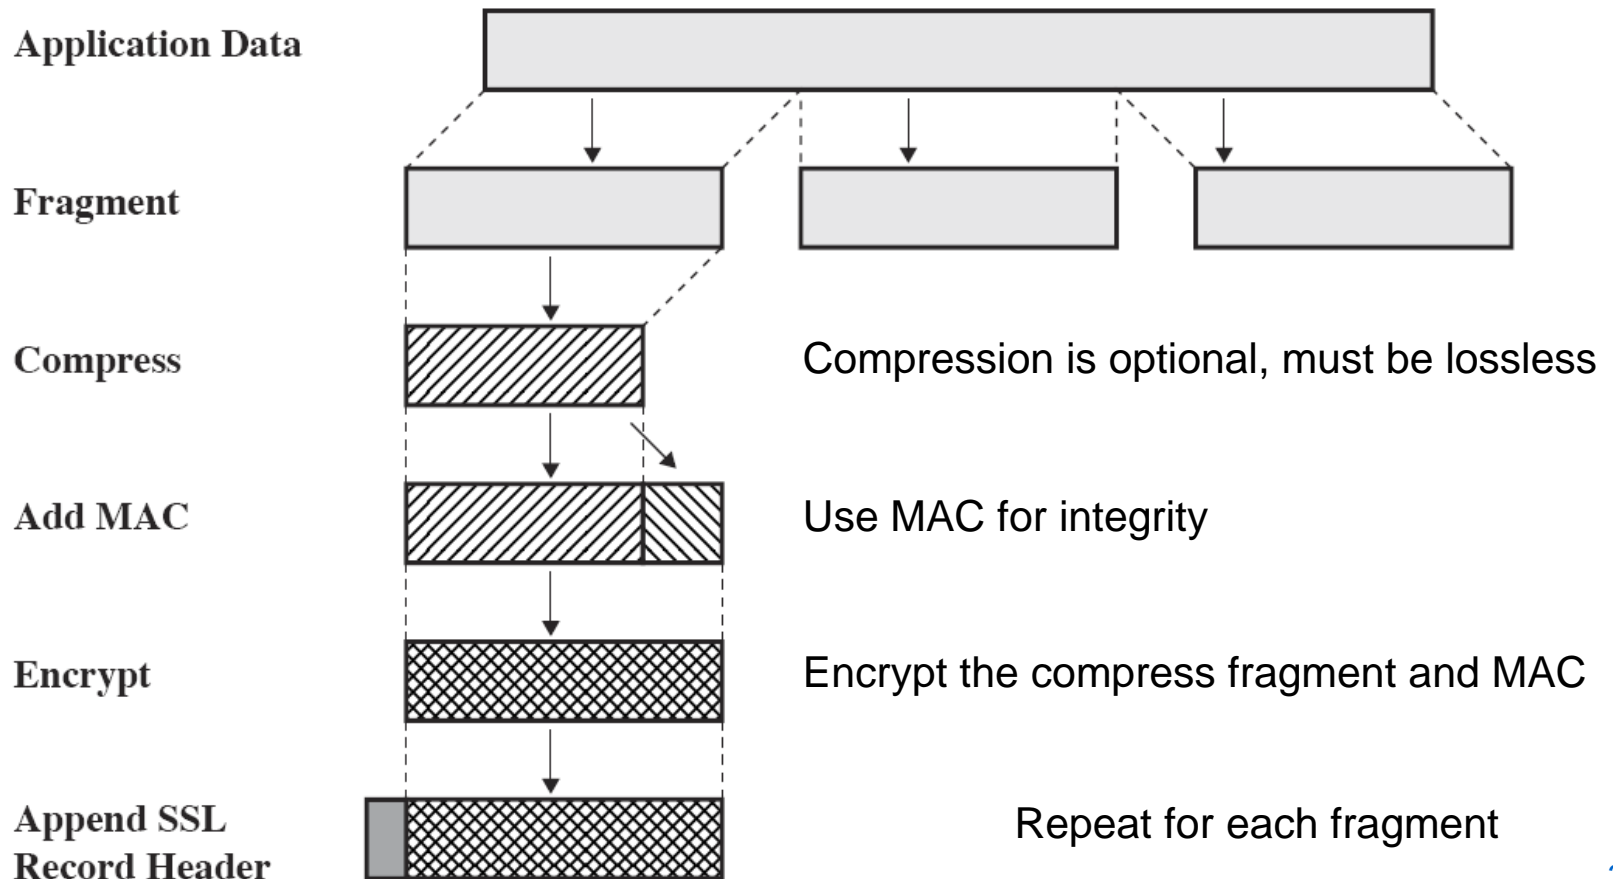 Application Data
Fragment
Compress
Compression is optional, must be lossless
Add MAC
Use MAC for integrity
Encrypt
Encrypt the compress fragment and MAC
Append SSL
Record Header
Repeat for each fragment